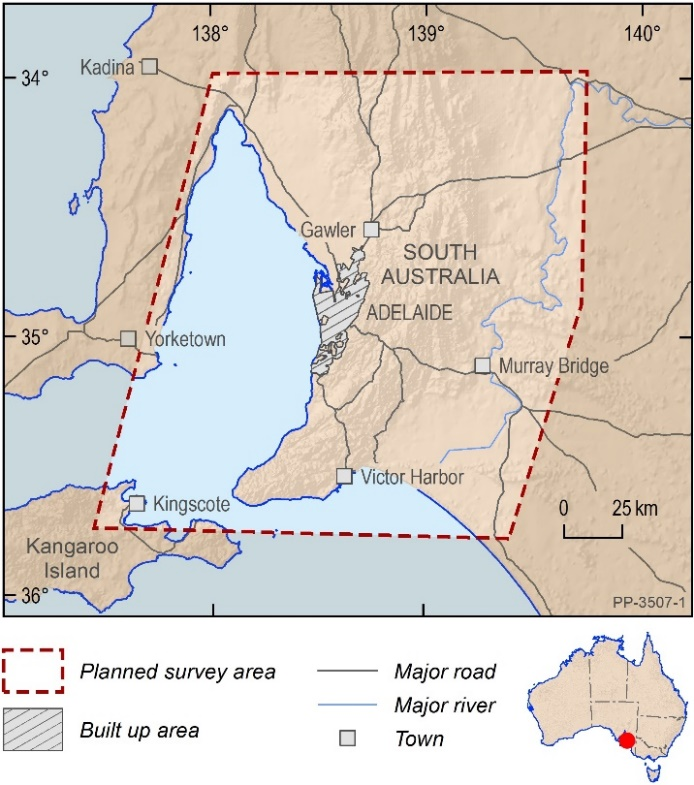 138°
139°
140°
34°
Kadina
Gawler
SOUTH
AUSTRALIA
ADELAIDE
35°
Yorketown
Murray Bridge
Victor Harbor
Kingscote
0 25 km
Kangaroo
Island
36°
PP-3507-1
Planned survey area
Major road
Major river
Built up area
Town